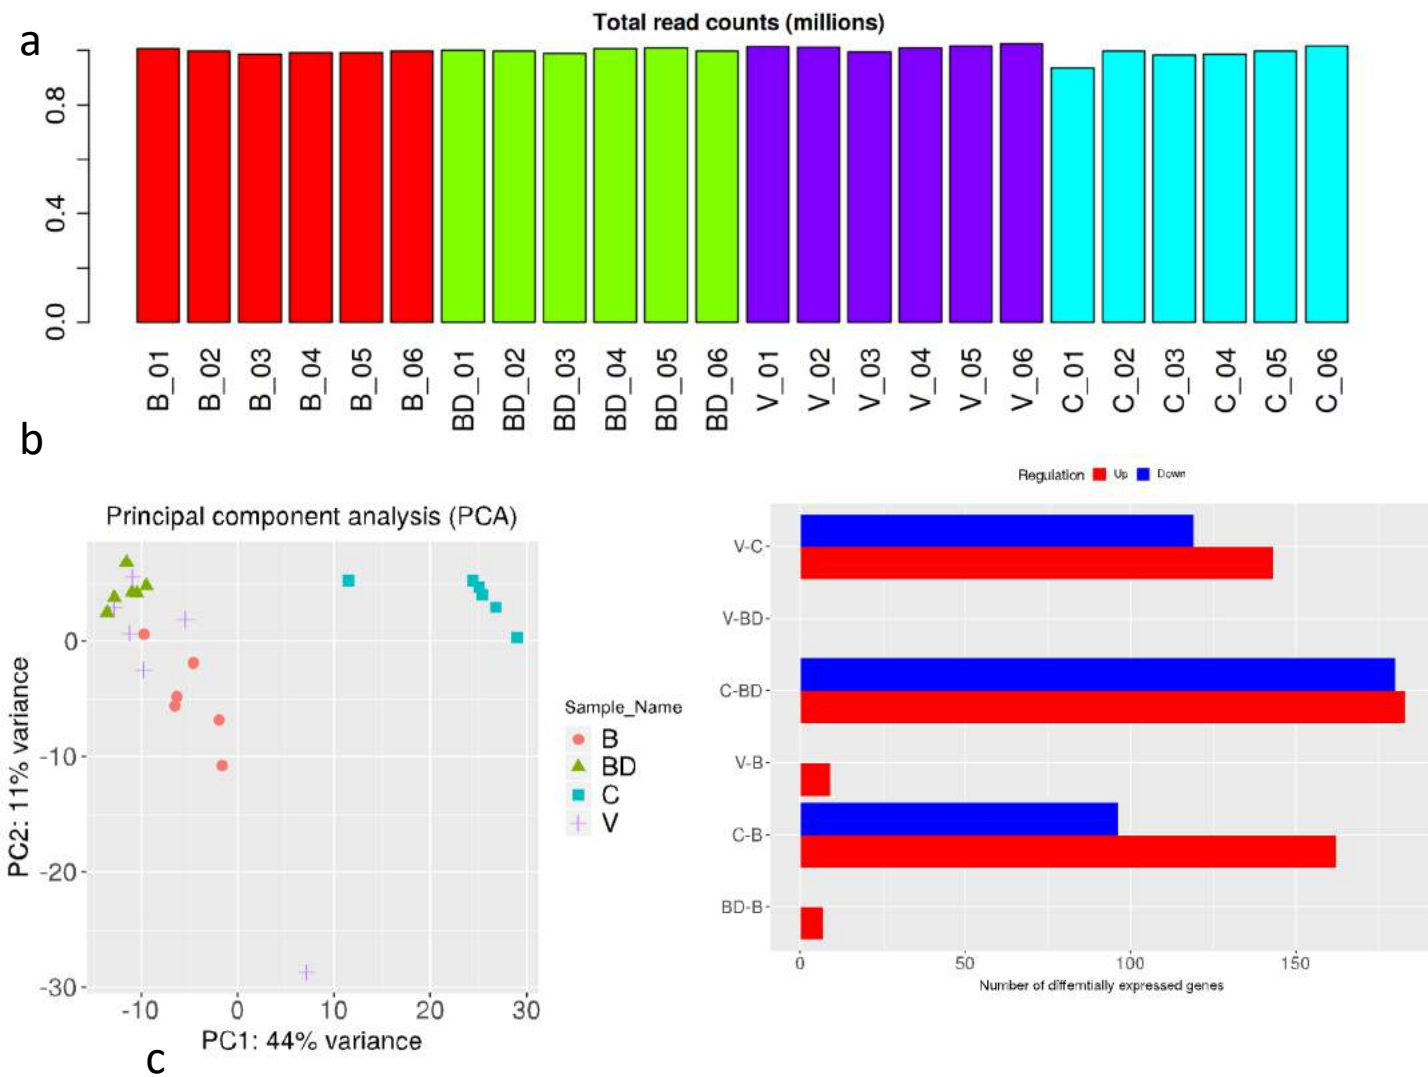 a
Total read counts (millions)
0.8
0.4
0.0
B_01 B_02 B_03 B_04 B_05 B_06 BD_01 BD_02 BD_03 BD_04 BD_05 BD_06 V_01 V_02 V_03 V_04 V_05 V_06 C_01 C_02 C_03 C_04 C_05 C_06
b
Principal component analysis (PCA)
PC2: 11% variance
0
-10
-20
-30
-10 0 10 20 30
PC1: 44% variance
Sample_Name
B
BD
C
V
Regulation Up Down
V-C
V-BD
C-BD
V-B
C-B
BD-B
0 50 100 150
Number of differntially expressed genes
c